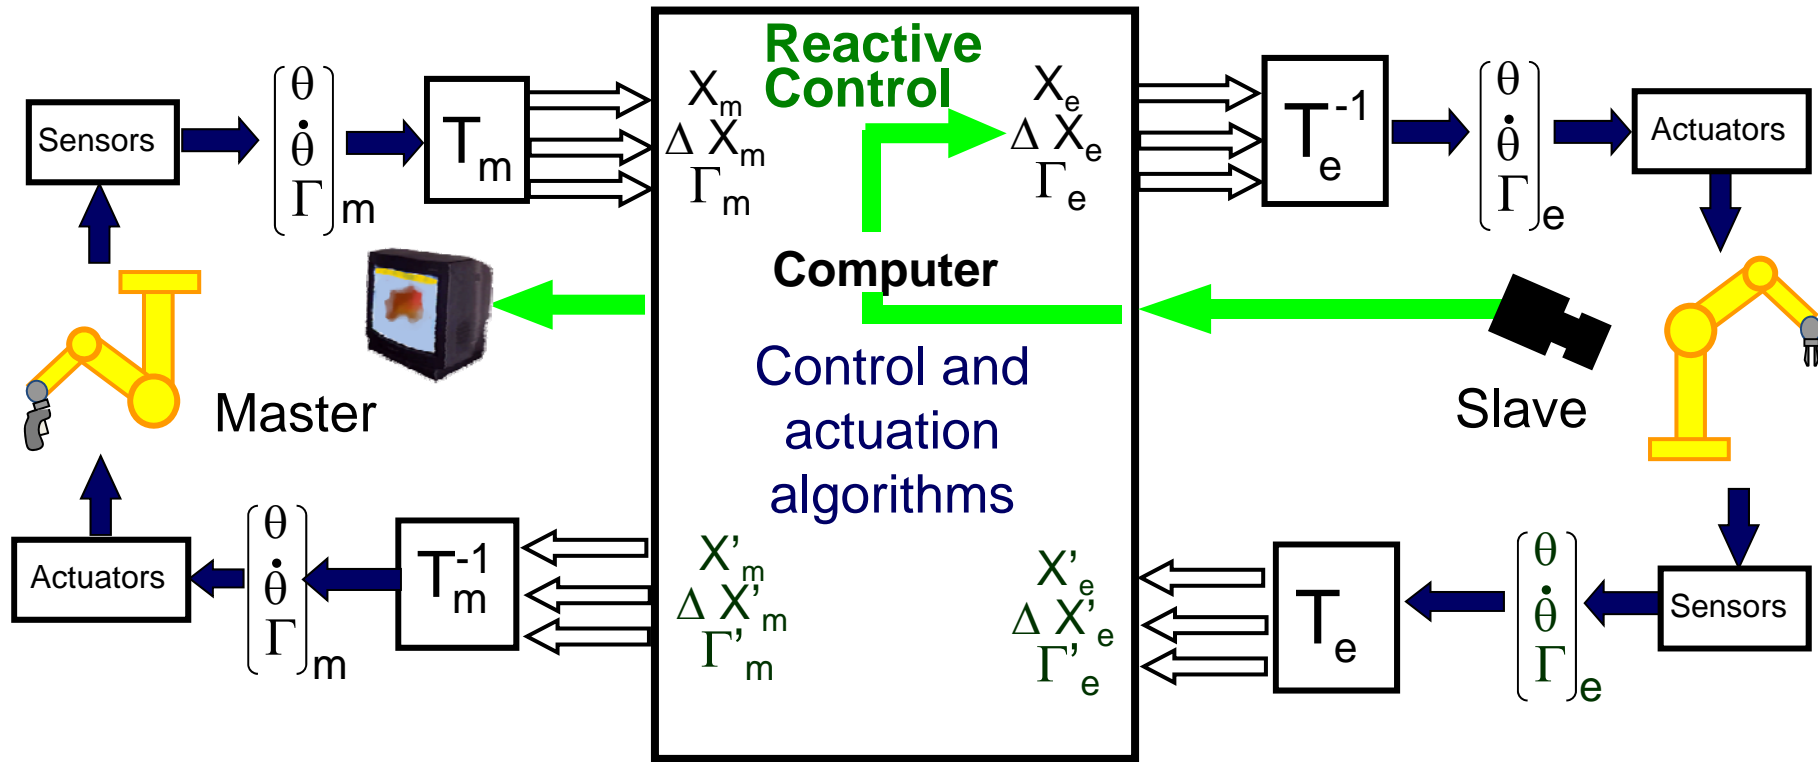 Reactive
Control
Sensors
θ
θ̇
Γ
m
T
m
X
m
Δ X
m
Γ
m
X
e
Δ X
e
Γ
e
T
-1
e
θ
θ̇
Γ
e
Actuators
Computer
Master
Control and
actuation
algorithms
Slave
Actuators
θ
θ̇
Γ
m
T
-1
m
X'
m
Δ X'
m
Γ'
m
X'
e
Δ X'
e
Γ'
e
T
e
θ
θ̇
Γ
e
Sensors